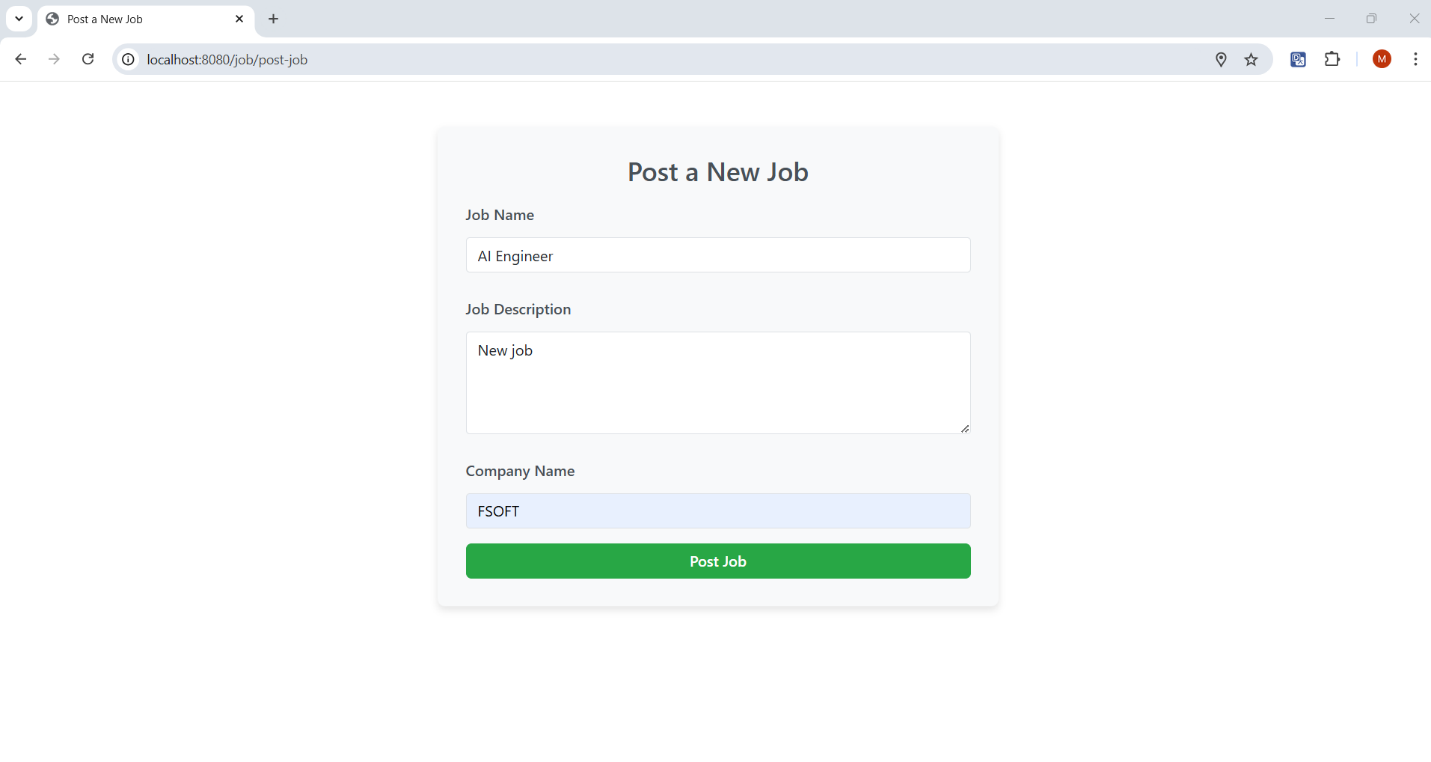 Post a New Job
localhost:8080/job/post-job
M
Post a New Job
Job Name
AI Engineer
Job Description
New job
Company Name
FSOFT
Post Job